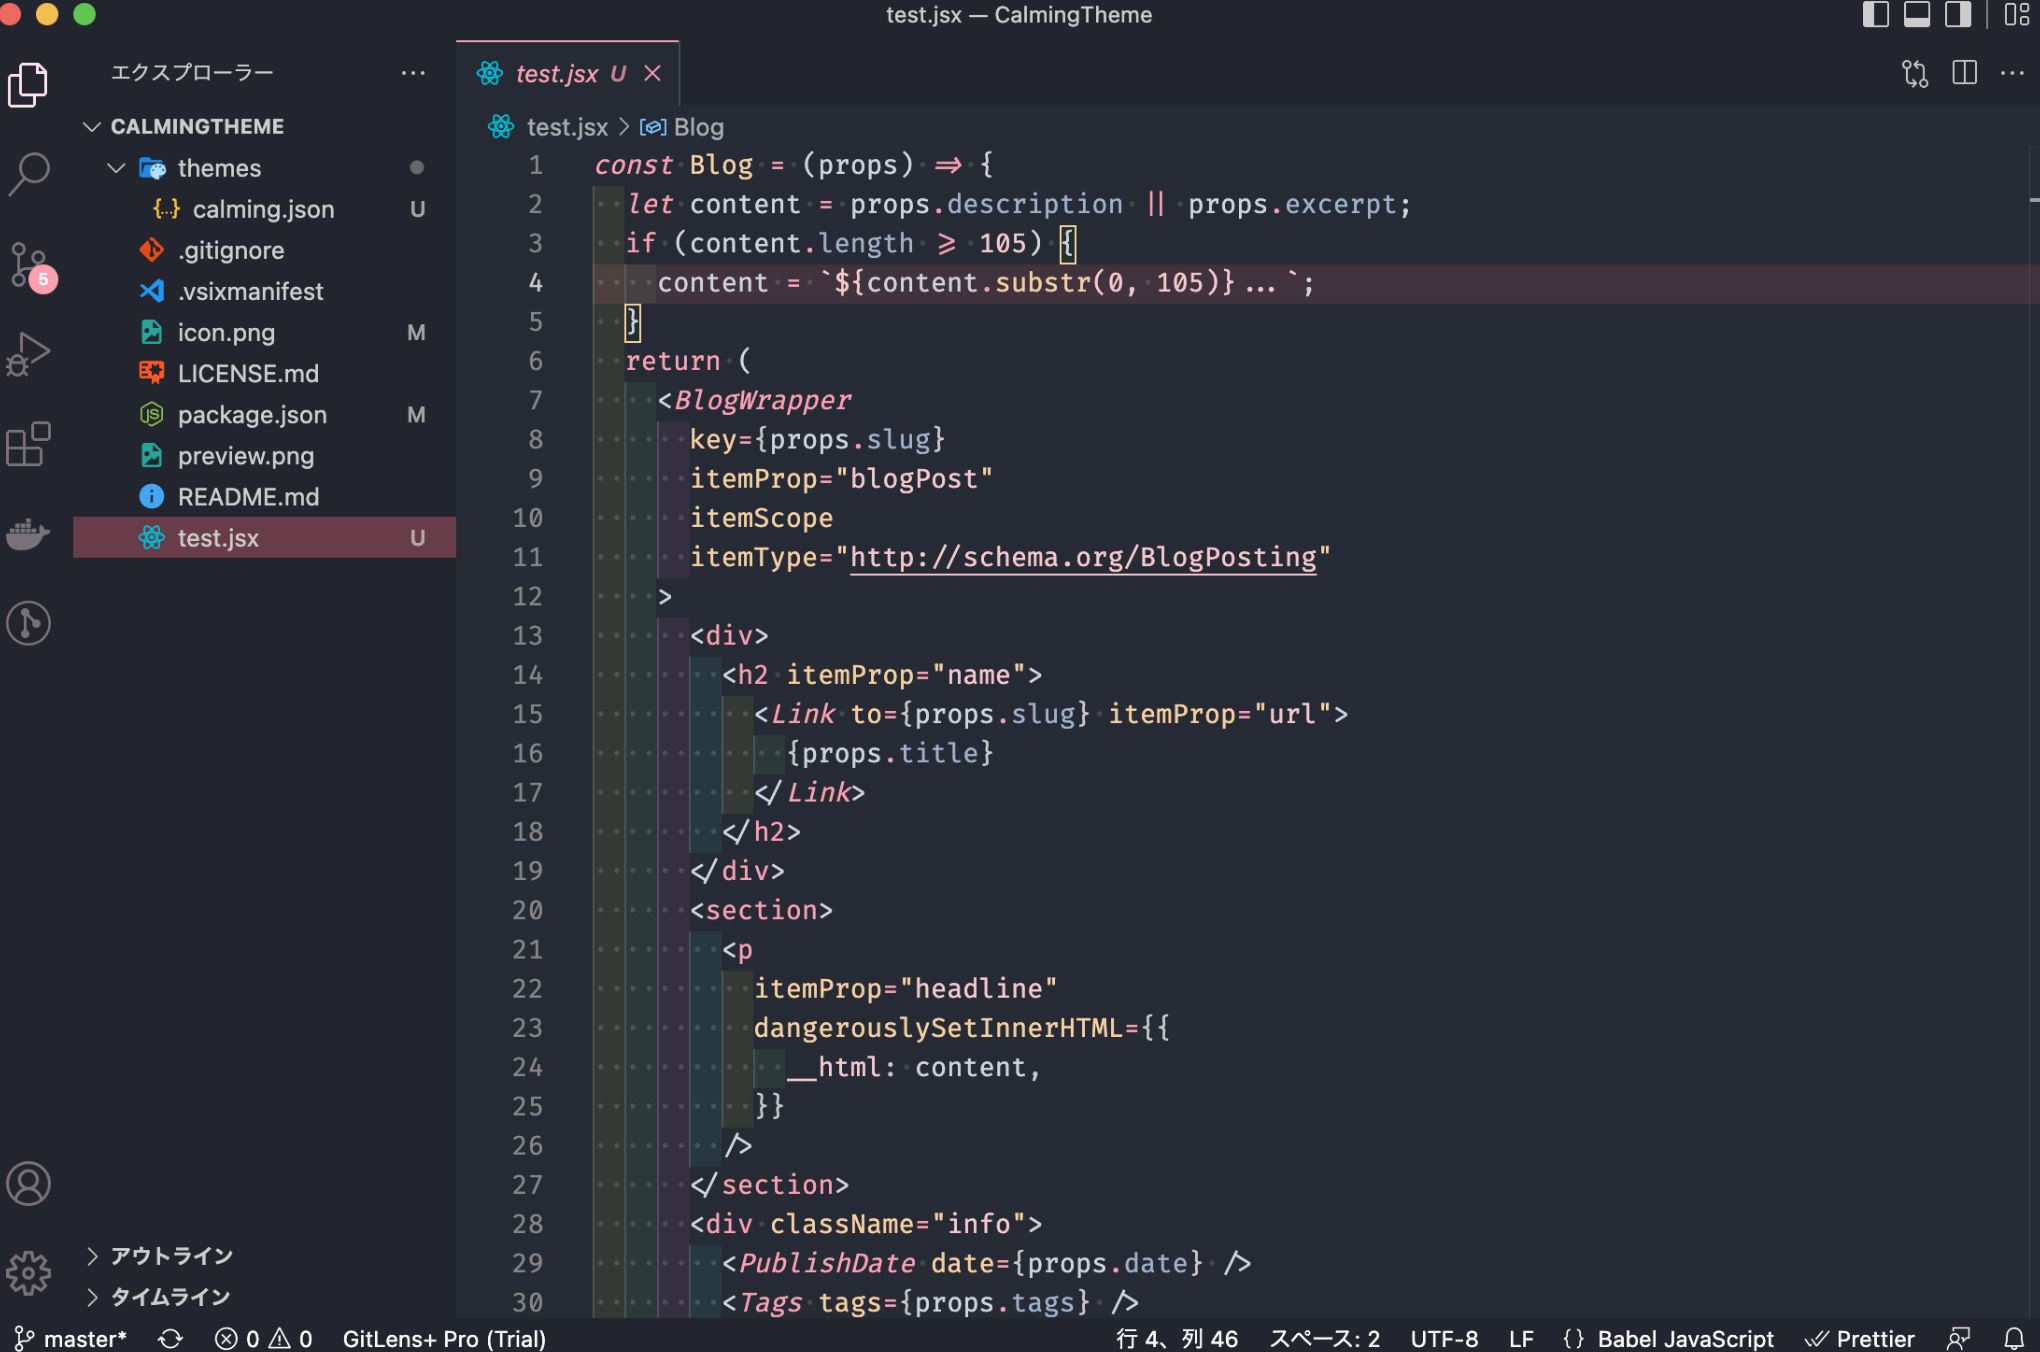 test.jsx — CalmingTheme
エクスプローラー
CALMINGTHEME
themes
calming.json U
.gitignore
.vsixmanifest
icon.png M
LICENSE.md
package.json M
preview.png
README.md
test.jsx U
5
アウトライン
タイムライン
test.jsx U
test.jsx > Blog
1 const Blog = (props) => {
2 let content = props.description || props.excerpt;
3 if (content.length >= 105) {
4 content = `${content.substr(0, 105)}...`;
5 }
6 return (
7 <BlogWrapper
8 key={props.slug}
9 itemProp="blogPost"
10 itemScope
11 itemType="http://schema.org/BlogPosting"
12 >
13 <div>
14 <h2 itemProp="name">
15 <Link to={props.slug} itemProp="url">
16 {props.title}
17 </Link>
18 </h2>
19 </div>
20 <section>
21 <p
22 itemProp="headline"
23 dangerouslySetInnerHTML={{
24 __html: content,
25 }}
26 />
27 </section>
28 <div className="info">
29 <PublishDate date={props.date} />
30 <Tags tags={props.tags} />
master* 0 0 GitLens+ Pro (Trial) 行 4、列 46 スペース: 2 UTF-8 LF {} Babel JavaScript Prettier